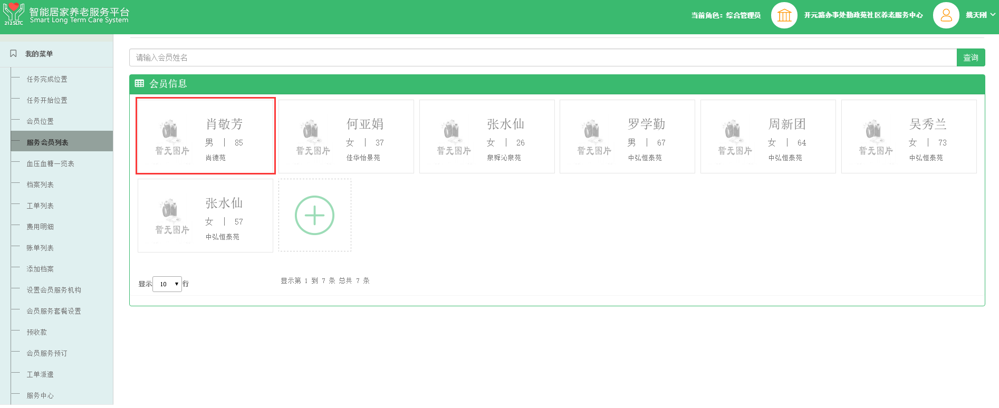 智能居家养老服务平台
Smart Long Term Care System
212SLTC
当前角色：综合管理员
开元路办事处勤政苑社区养老服务中心
姚天刚
我的菜单
任务完成位置
任务开始位置
会员位置
服务会员列表
血压血糖一览表
档案列表
工单列表
费用明细
账单列表
添加档案
设置会员服务机构
会员服务套餐设置
预收款
会员服务预订
工单派遣
服务中心
请输入会员姓名
查询
会员信息
暂无图片
肖敬芳
男 | 85
尚德苑
暂无图片
何亚娟
女 | 37
佳华怡景苑
暂无图片
张水仙
女 | 26
泉舜沁泉苑
暂无图片
罗学勤
男 | 67
中弘恒泰苑
暂无图片
周新团
女 | 64
中弘恒泰苑
暂无图片
吴秀兰
女 | 73
中弘恒泰苑
暂无图片
张水仙
女 | 57
中弘恒泰苑
显示 10 行
显示第 1 到 7 条 总共 7 条